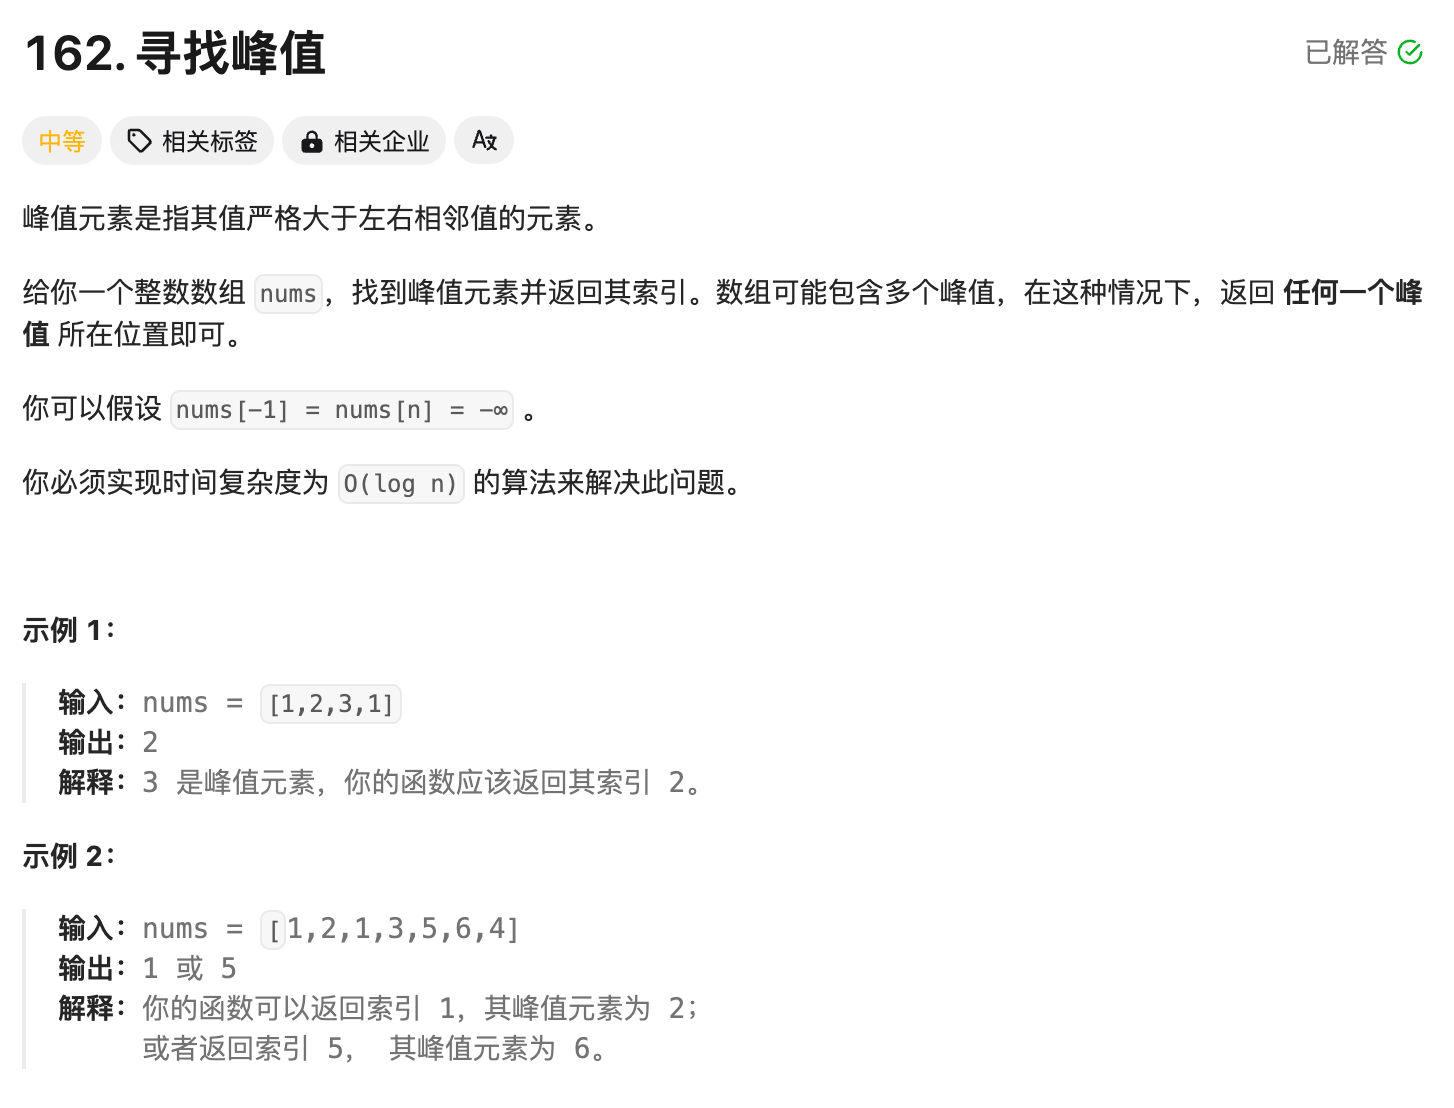 162. 寻找峰值
已解答
中等
相关标签
相关企业
峰值元素是指其值严格大于左右相邻值的元素。
给你一个整数数组 nums，找到峰值元素并返回其索引。数组可能包含多个峰值，在这种情况下，返回 任何一个峰
值 所在位置即可。
你可以假设 nums[-1] = nums[n] = -∞ 。
你必须实现时间复杂度为 O(log n) 的算法来解决此问题。
示例 1：
输入：nums = [1,2,3,1]
输出：2
解释：3 是峰值元素，你的函数应该返回其索引 2。
示例 2：
输入：nums = [1,2,1,3,5,6,4]
输出：1 或 5
解释：你的函数可以返回索引 1，其峰值元素为 2；
或者返回索引 5， 其峰值元素为 6。